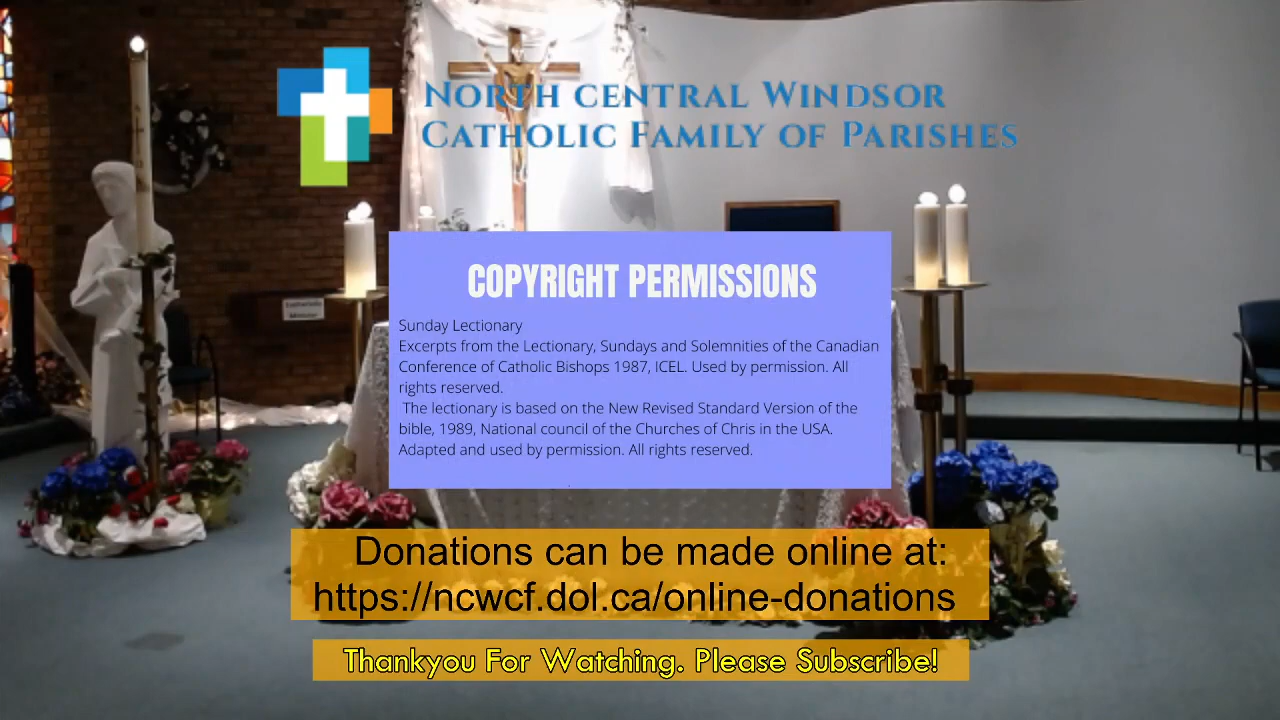 North Central Windsor
Catholic Family of Parishes
COPYRIGHT PERMISSIONS
Sunday Lectionary
Excerpts from the Lectionary, Sundays and Solemnities of the Canadian
Conference of Catholic Bishops 1987, ICEL. Used by permission. All
rights reserved.
The lectionary is based on the New Revised Standard Version of the
bible, 1989, National council of the Churches of Chris in the USA.
Adapted and used by permission. All rights reserved.
Donations can be made online at:
https://ncwcf.dol.ca/online-donations
Thankyou For Watching. Please Subscribe!